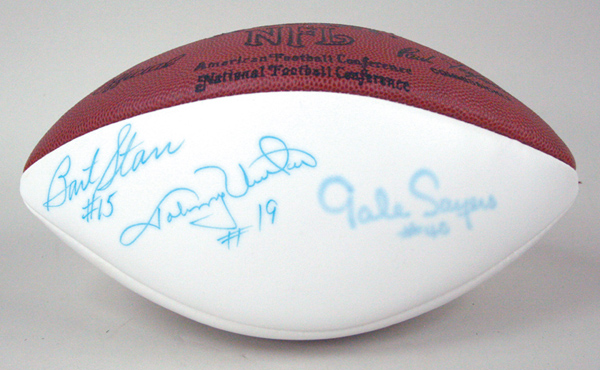 NFL
American Football Conference
National Football Conference
Bart Starr
#15
Johnny Unitas
#19
Gale Sayers
#40